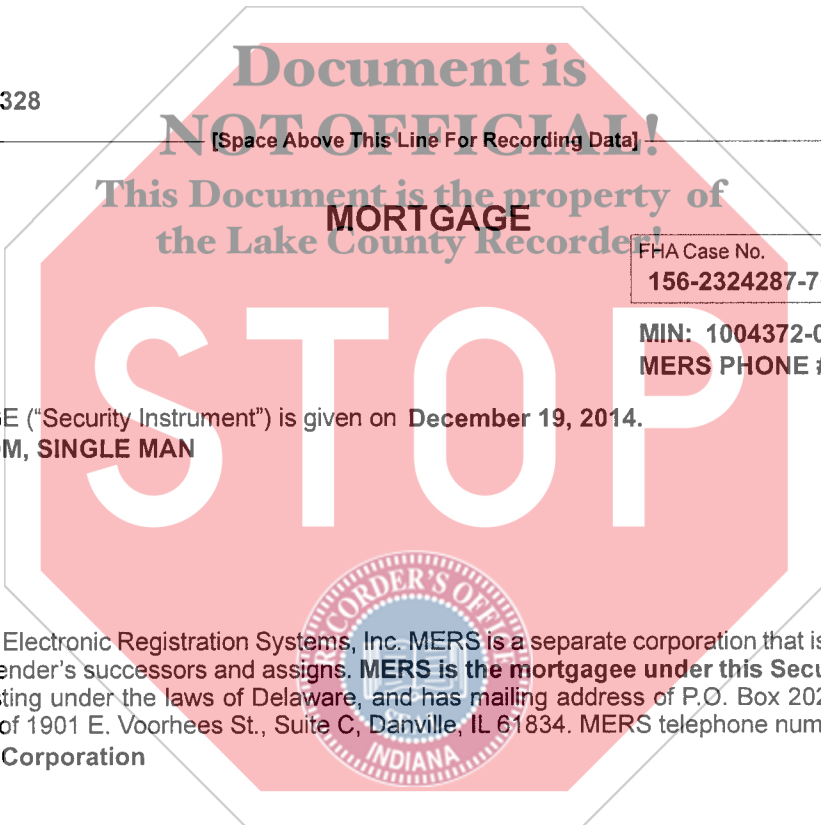 Document is
328
NOT OFFICIAL!
[Space Above This Line For Recording Data]
This Document is the property of
MORTGAGE
the Lake County Recorder!
FHA Case No.
156-2324287-7
MIN: 1004372-0
MERS PHONE #
STOP
GE (“Security Instrument”) is given on December 19, 2014.
OM, SINGLE MAN
RECORDER'S OFFICE
Electronic Registration Systems, Inc. MERS is a separate corporation that is
ender's successors and assigns. MERS is the mortgagee under this Secu
sting under the laws of Delaware, and has mailing address of P.O. Box 202
of 1901 E. Voorhees St., Suite C, Danville, IL 61834. MERS telephone num
Corporation
INDIANA